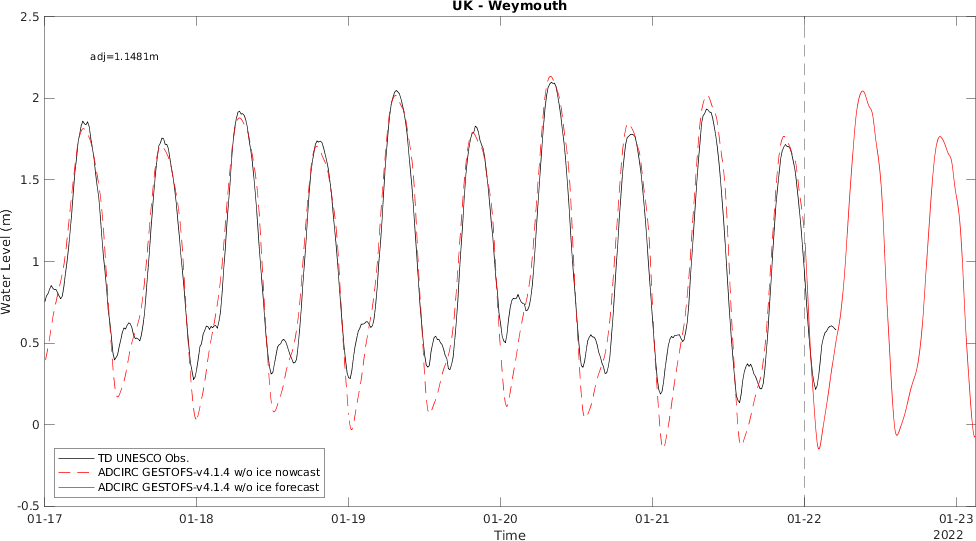 UK - Weymouth
2.5
adj=1.1481m
2
1.5
1
Water Level (m)
0.5
0
TD UNESCO Obs.
ADCIRC GESTOFS-v4.1.4 w/o ice nowcast
ADCIRC GESTOFS-v4.1.4 w/o ice forecast
-0.5
01-17 01-18 01-19 01-20 01-21 01-22 01-23
Time 2022